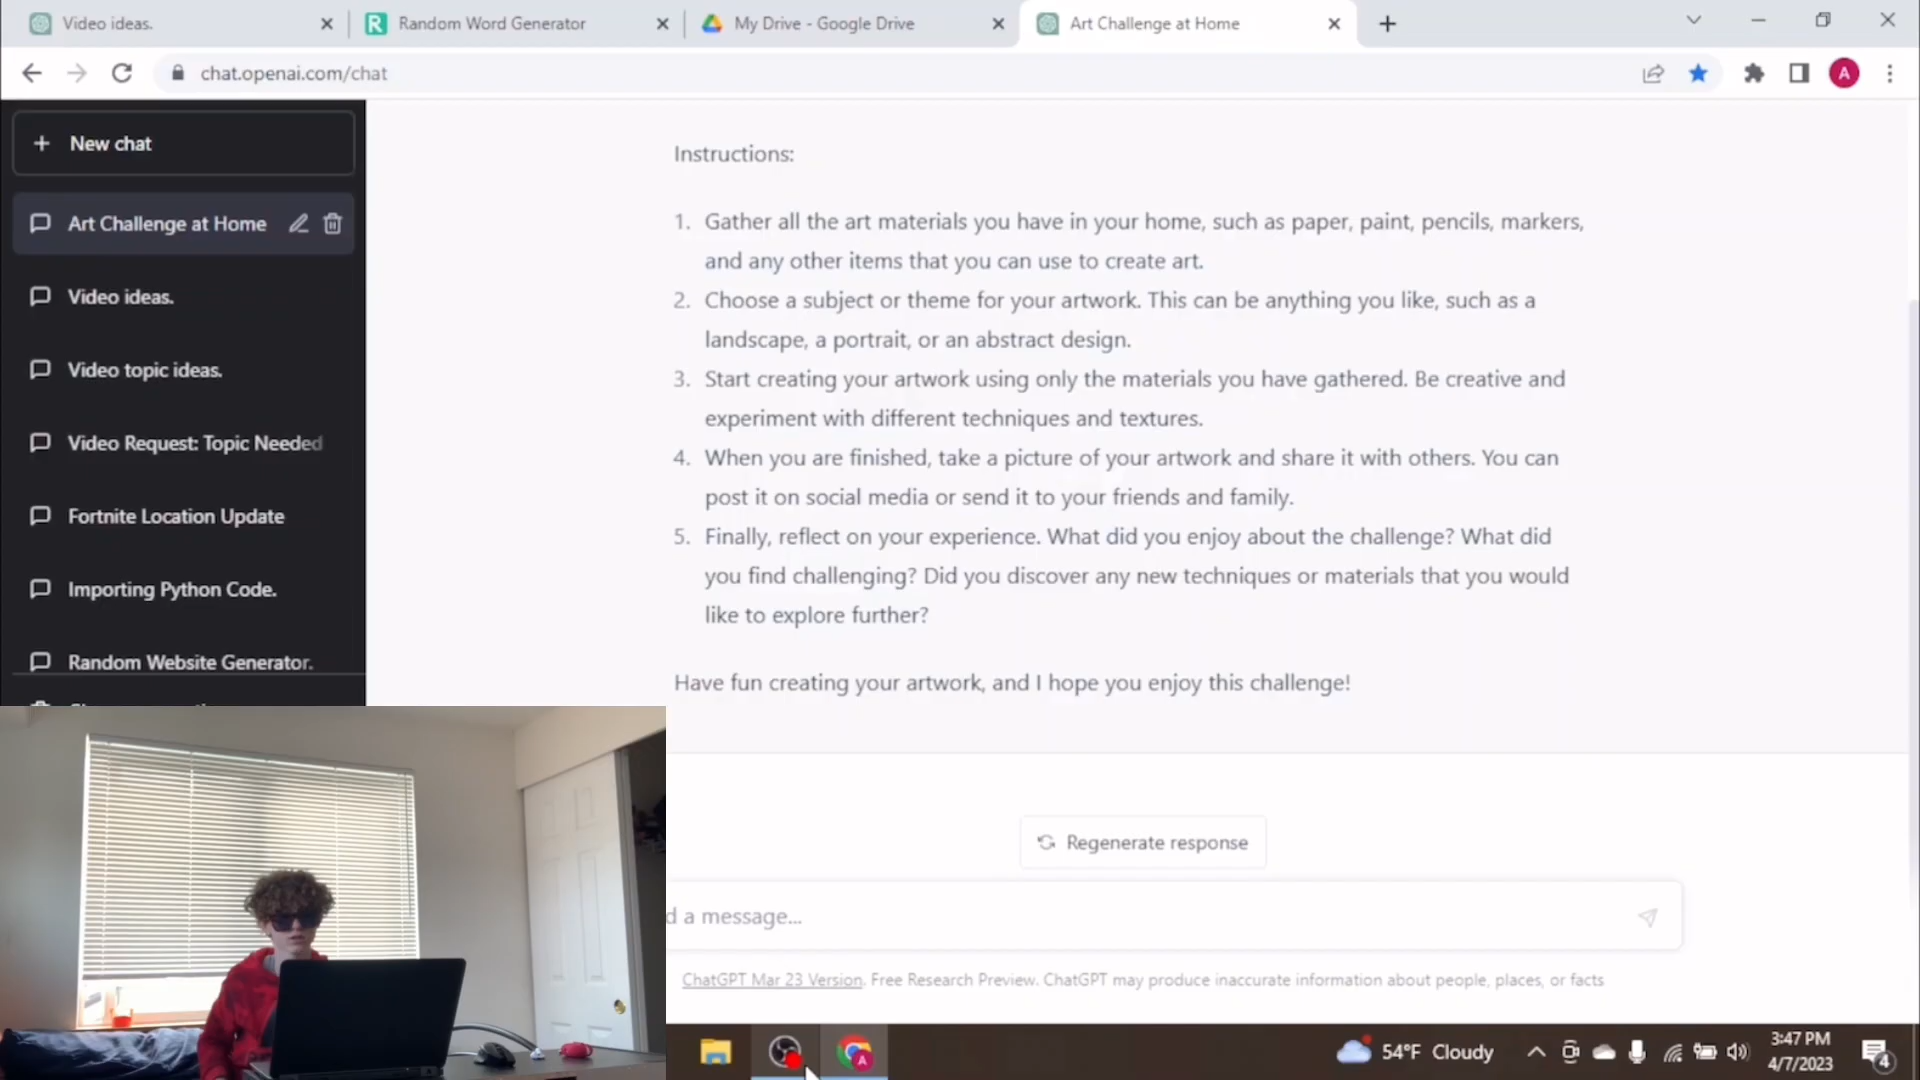 Video ideas.
R Random Word Generator
My Drive - Google Drive
Art Challenge at Home
chat.openai.com/chat
A
New chat
Art Challenge at Home
Video ideas.
Video topic ideas.
Video Request: Topic Needed
Fortnite Location Update
Importing Python Code.
Random Website Generator.
Instructions:
1. Gather all the art materials you have in your home, such as paper, paint, pencils, markers,
and any other items that you can use to create art.
2. Choose a subject or theme for your artwork. This can be anything you like, such as a
landscape, a portrait, or an abstract design.
3. Start creating your artwork using only the materials you have gathered. Be creative and
experiment with different techniques and textures.
4. When you are finished, take a picture of your artwork and share it with others. You can
post it on social media or send it to your friends and family.
5. Finally, reflect on your experience. What did you enjoy about the challenge? What did
you find challenging? Did you discover any new techniques or materials that you would
like to explore further?
Have fun creating your artwork, and I hope you enjoy this challenge!
Regenerate response
d a message...
ChatGPT Mar 23 Version. Free Research Preview. ChatGPT may produce inaccurate information about people, places, or facts
A
54°F Cloudy
3:47 PM
4/7/2023
4